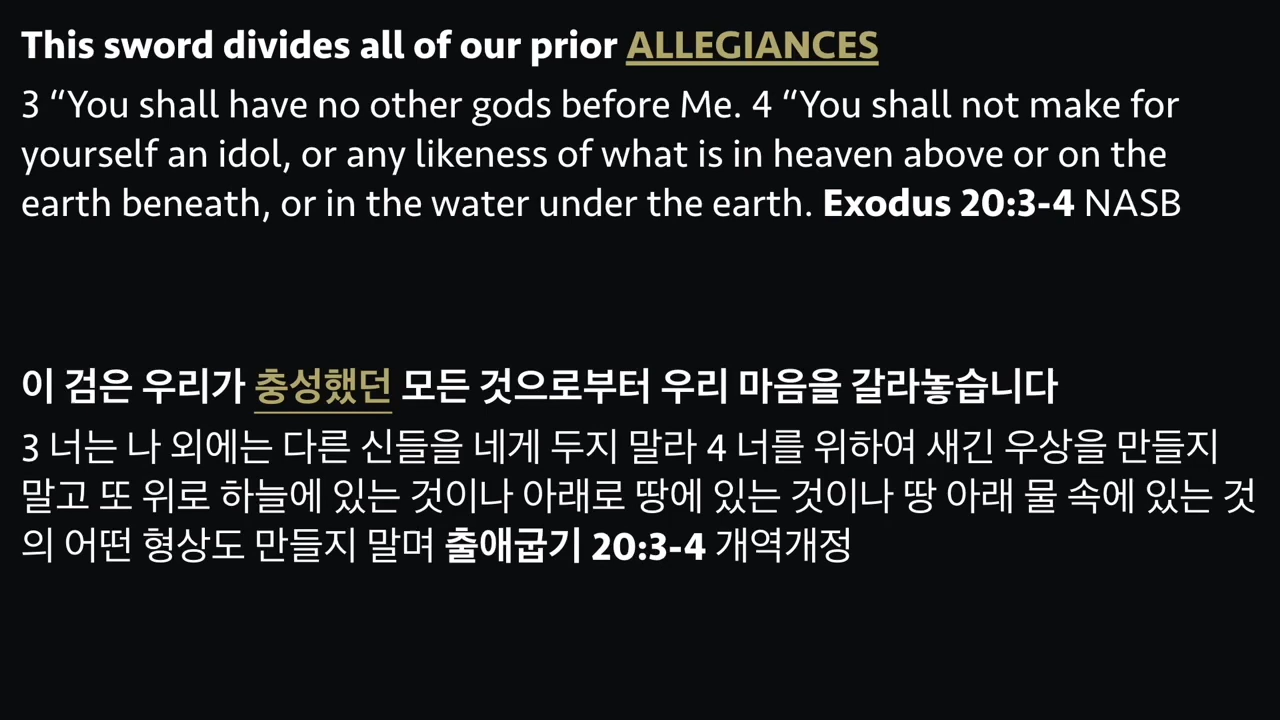 This sword divides all of our prior ALLEGIANCES
3 “You shall have no other gods before Me. 4 “You shall not make for
yourself an idol, or any likeness of what is in heaven above or on the
earth beneath, or in the water under the earth. Exodus 20:3-4 NASB
이 검은 우리가 충성했던 모든 것으로부터 우리 마음을 갈라놓습니다
3 너는 나 외에는 다른 신들을 네게 두지 말라 4 너를 위하여 새긴 우상을 만들지
말고 또 위로 하늘에 있는 것이나 아래로 땅에 있는 것이나 땅 아래 물 속에 있는 것
의 어떤 형상도 만들지 말며 출애굽기 20:3-4 개역개정